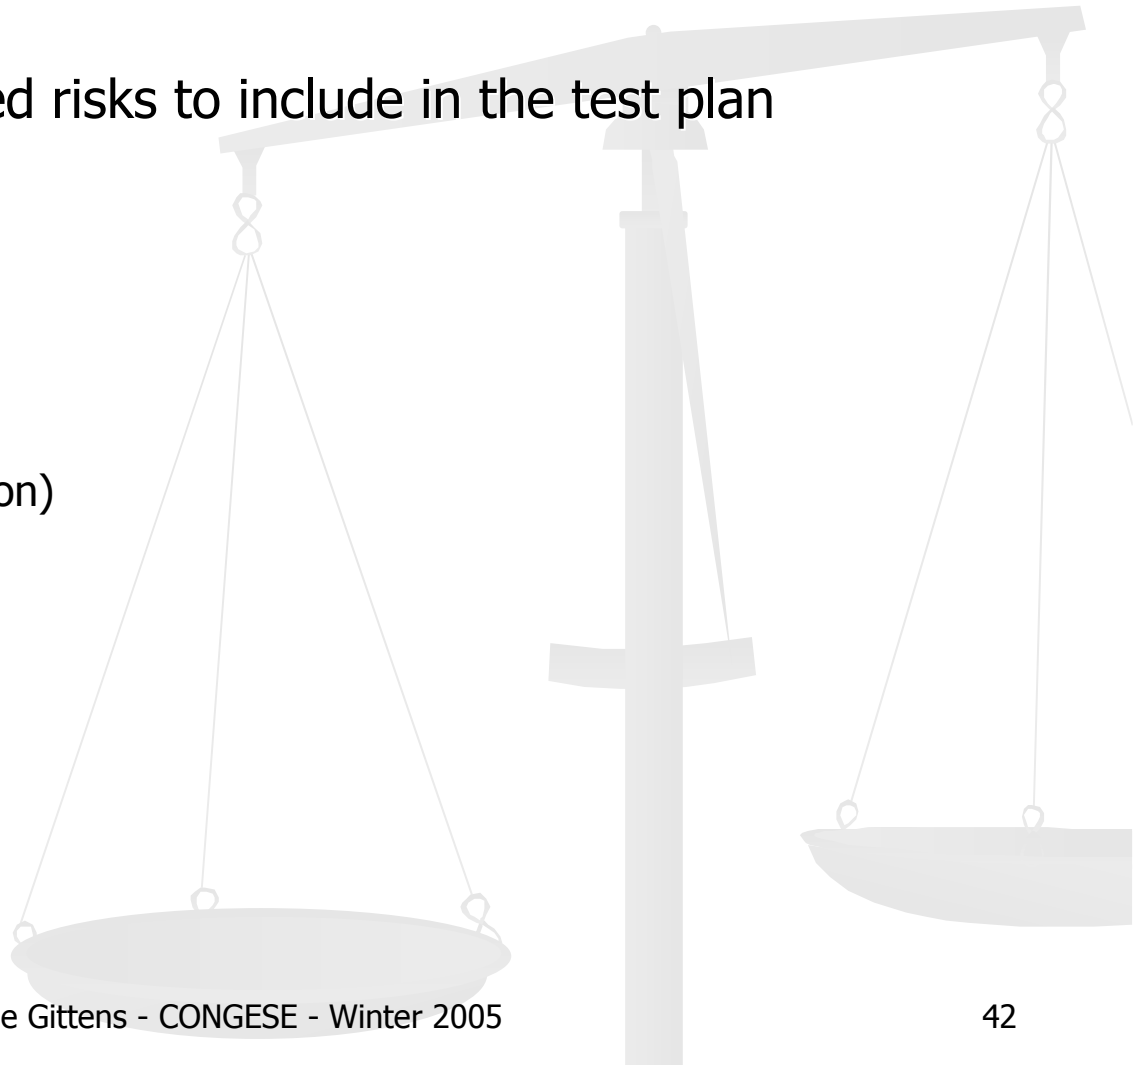 ed risks to include in the test plan
on)
e Gittens - CONGESE - Winter 2005
42